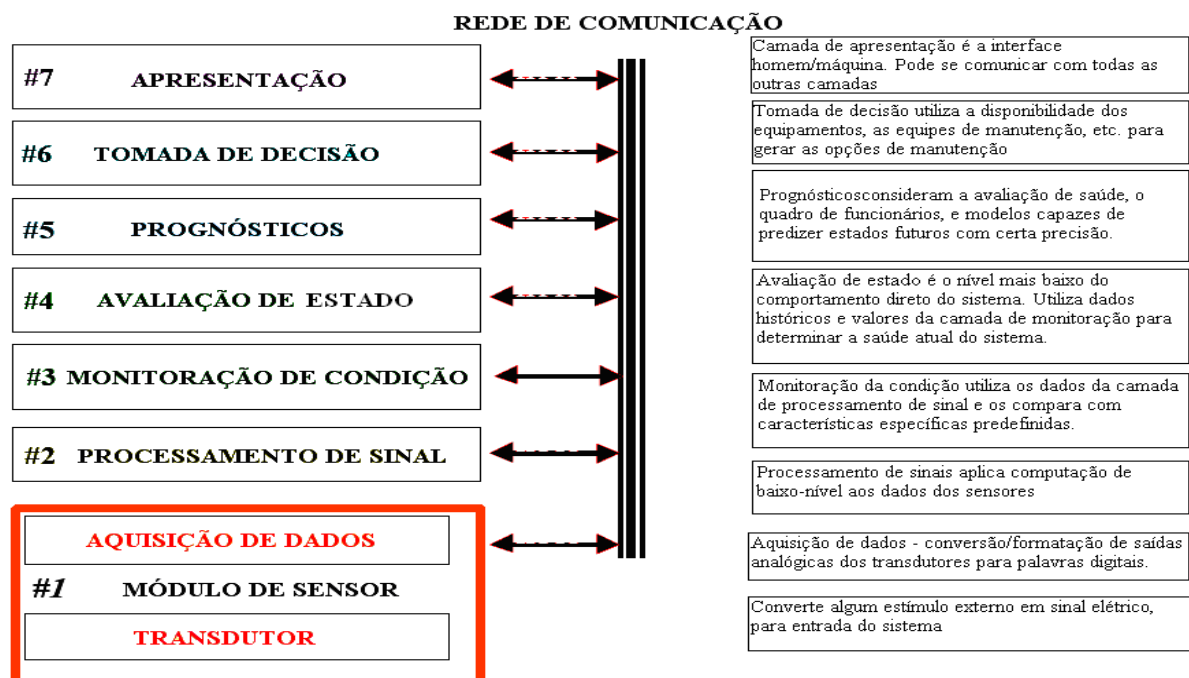 REDE DE COMUNICAÇÃO
#7 APRESENTAÇÃO
Camada de apresentação é a interface
homem/máquina. Pode se comunicar com todas as
outras camadas
#6 TOMADA DE DECISÃO
Tomada de decisão utiliza a disponibilidade dos
equipamentos, as equipes de manutenção, etc. para
gerar as opções de manutenção
#5 PROGNÓSTICOS
Prognósticosconsideram a avaliação de saúde, o
quadro de funcionários, e modelos capazes de
predizer estados futuros com certa precisão.
#4 AVALIAÇÃO DE ESTADO
Avaliação de estado é o nível mais baixo do
comportamento direto do sistema. Utiliza dados
históricos e valores da camada de monitoração para
determinar a saúde atual do sistema.
#3 MONITORAÇÃO DE CONDIÇÃO
Monitoração da condição utiliza os dados da camada
de processamento de sinal e os compara com
características específicas predefinidas.
#2 PROCESSAMENTO DE SINAL
Processamento de sinais aplica computação de
baixo-nível aos dados dos sensores
AQUISIÇÃO DE DADOS
Aquisição de dados - conversão/formatação de saídas
analógicas dos transdutores para palavras digitais.
#1 MÓDULO DE SENSOR
TRANSDUTOR
Converte algum estímulo externo em sinal elétrico,
para entrada do sistema